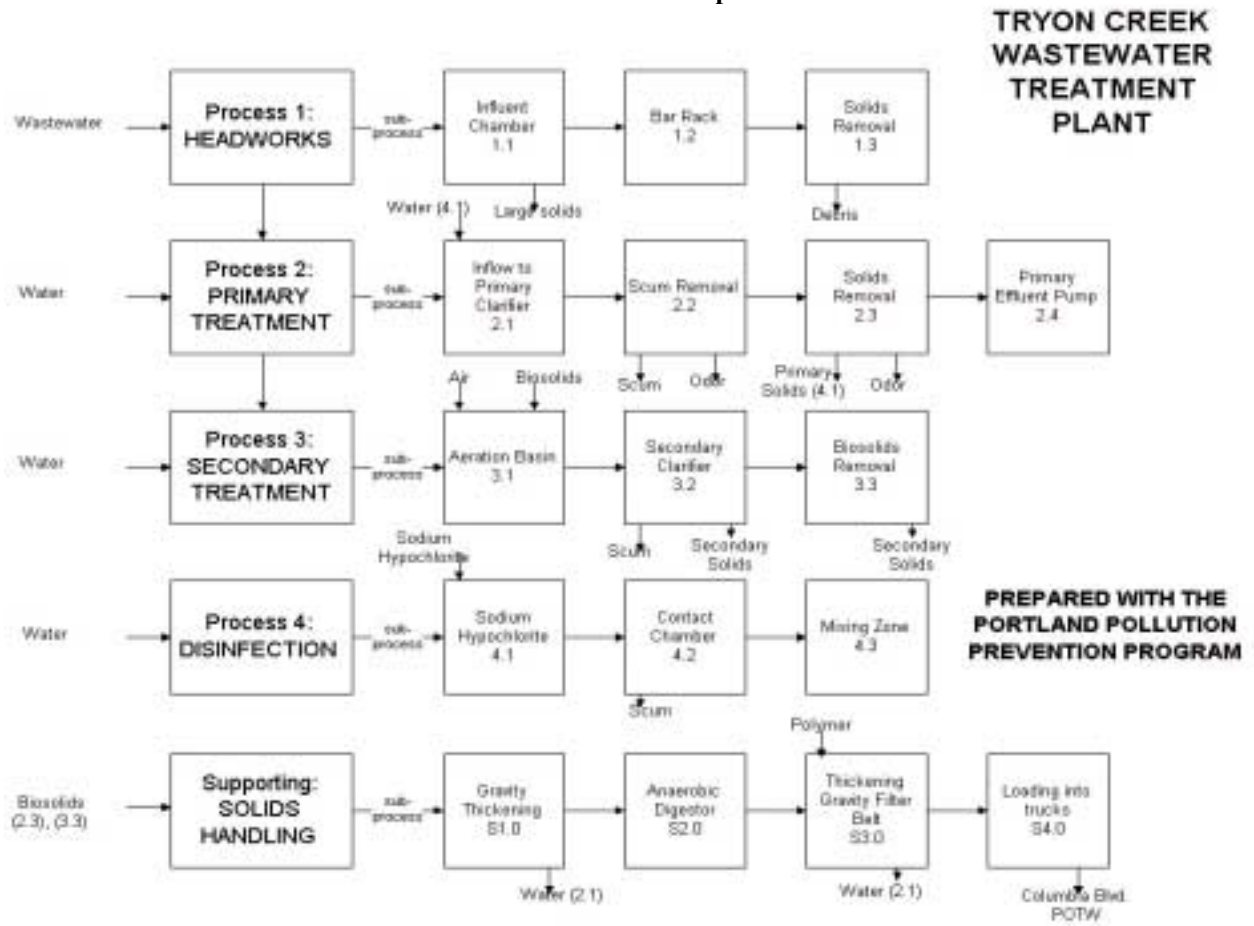 TRYON CREEK
WASTEWATER
TREATMENT
PLANT
Wastewater
Process 1:
HEADWORKS
sub-
process
Influent
Chamber
1.1
Bar Rack
1.2
Solids
Removal
1.3
Water (4.1)
Large solids
Debris
Water
Process 2:
PRIMARY
TREATMENT
sub-
process
Inflow to
Primary
Clarifier
2.1
Scum Removal
2.2
Solids
Removal
2.3
Primary
Effluent Pump
2.4
Scum
Odor
Primary
Solids (4.1)
Odor
Air
Biosolids
Water
Process 3:
SECONDARY
TREATMENT
sub-
process
Aeration Basin
3.1
Secondary
Clarifier
3.2
Biosolids
Removal
3.3
Scum
Secondary
Solids
Secondary
Solids
Sodium
Hypochlorite
Water
Process 4:
DISINFECTION
sub-
process
Sodium
Hypochlorite
4.1
Contact
Chamber
4.2
Mixing Zone
4.3
PREPARED WITH THE
PORTLAND POLLUTION
PREVENTION PROGRAM
Scum
Polymer
Biosolids
(2.3), (3.3)
Supporting:
SOLIDS
HANDLING
sub-
process
Gravity
Thickening
S1.0
Anaerobic
Digestor
S2.0
Thickening
Gravity Filter
Belt
S3.0
Loading into
trucks
S4.0
Water (2.1)
Water (2.1)
Columbia Blvd.
POTW